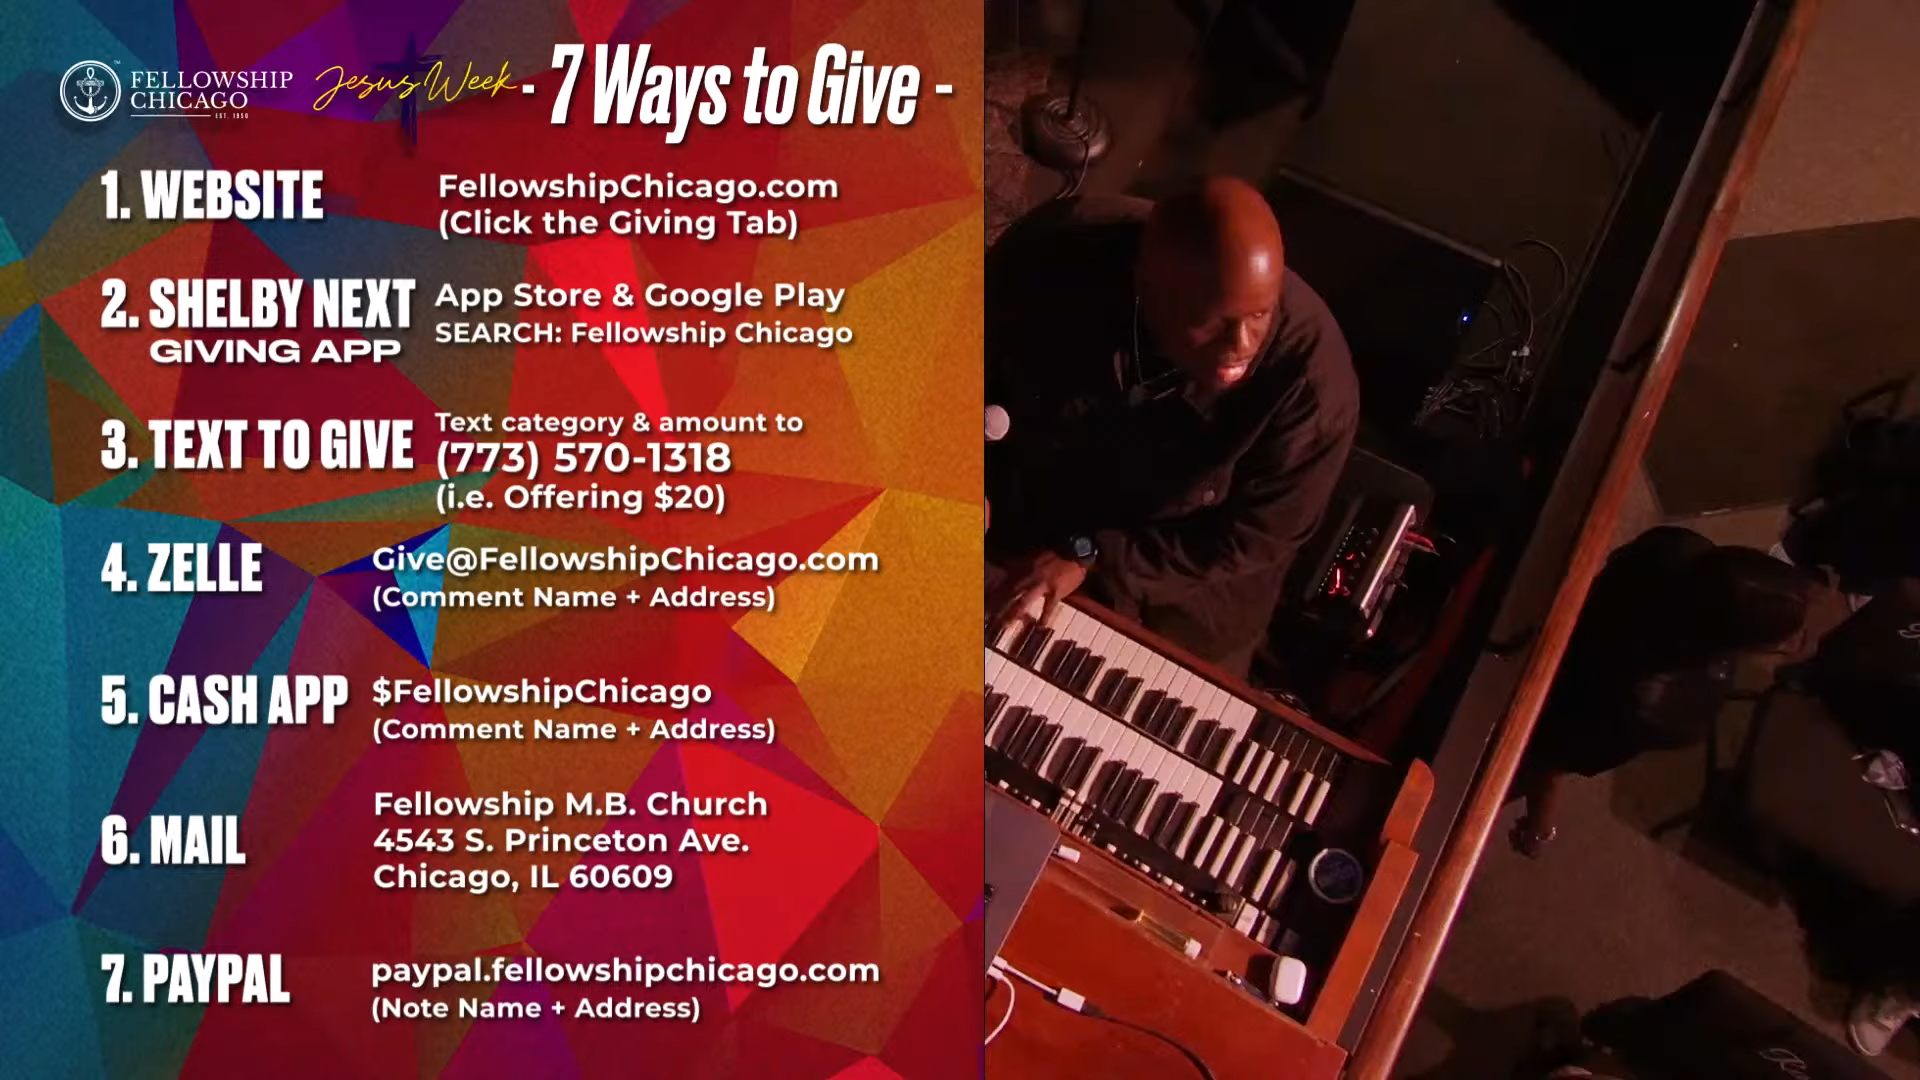 FELLOWSHIP
CHICAGO
EST. 1950
Jesus Week
- 7 Ways to Give -
1. WEBSITE
FellowshipChicago.com
(Click the Giving Tab)
2. SHELBY NEXT
GIVING APP
App Store & Google Play
SEARCH: Fellowship Chicago
3. TEXT TO GIVE
Text category & amount to
(773) 570-1318
(i.e. Offering $20)
4. ZELLE
Give@FellowshipChicago.com
(Comment Name + Address)
5. CASH APP
$FellowshipChicago
(Comment Name + Address)
6. MAIL
Fellowship M.B. Church
4543 S. Princeton Ave.
Chicago, IL 60609
7. PAYPAL
paypal.fellowshipchicago.com
(Note Name + Address)